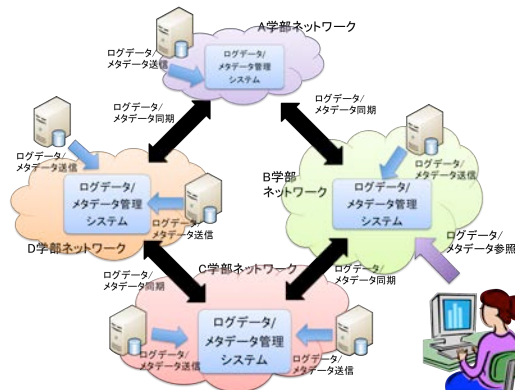 A学部ネットワーク
ログデータ/
メタデータ送信
ログデータ/
メタデータ管理
システム
ログデータ/
メタデータ同期
ログデータ/
メタデータ同期
ログデータ/
メタデータ送信
ログデータ/
メタデータ管理
システム
ログデータ/
メタデータ送信
D学部ネットワーク
B学部
ネットワーク
ログデータ/
メタデータ送信
ログデータ/
メタデータ管理
システム
ログデータ/
メタデータ参照
ログデータ/
メタデータ同期
ログデータ/
メタデータ同期
C学部ネットワーク
ログデータ/
メタデータ管理
システム
ログデータ/
メタデータ送信
ログデータ/
メタデータ送信